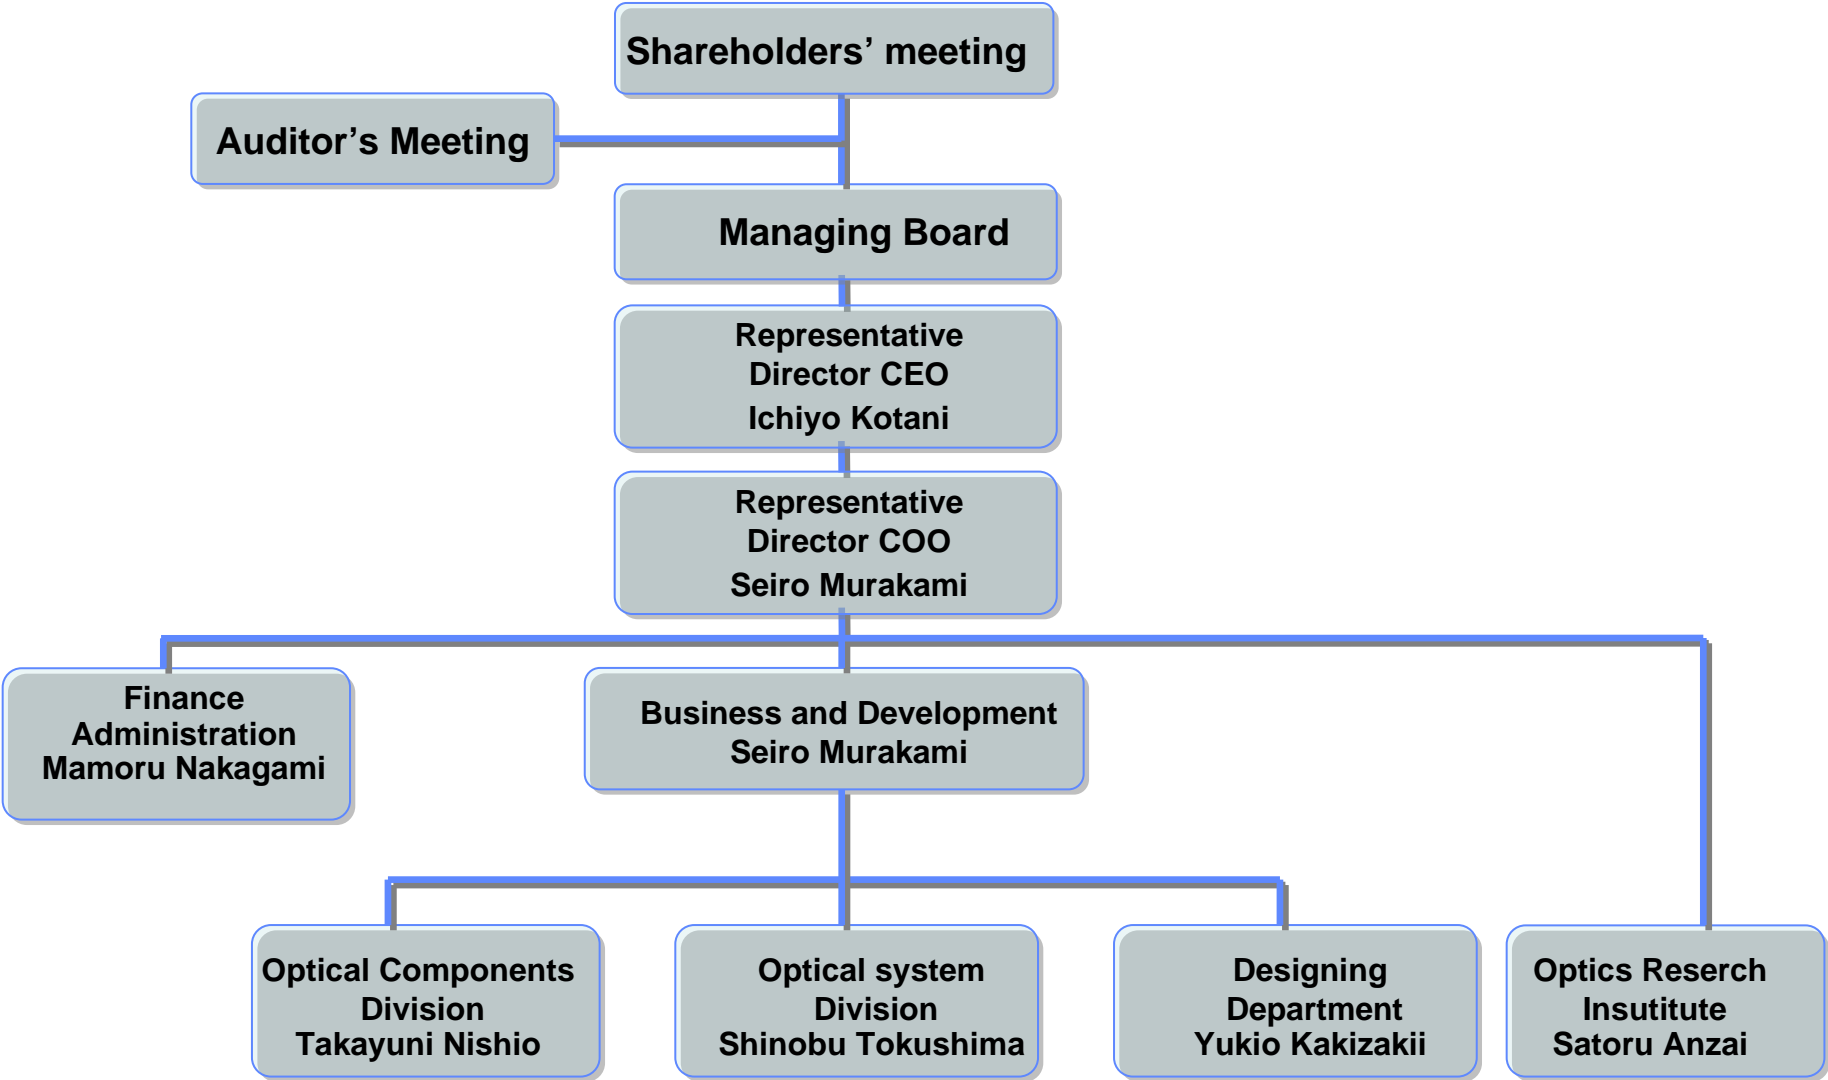 Shareholders’ meeting
Auditor’s Meeting
Managing Board
Representative
Director CEO
Ichiyo Kotani
Representative
Director COO
Seiro Murakami
Finance
Administration
Mamoru Nakagami
Business and Development
Seiro Murakami
Optical Components
Division
Takayuni Nishio
Optical system
Division
Shinobu Tokushima
Designing
Department
Yukio Kakizakii
Optics Reserch
Insutitute
Satoru Anzai